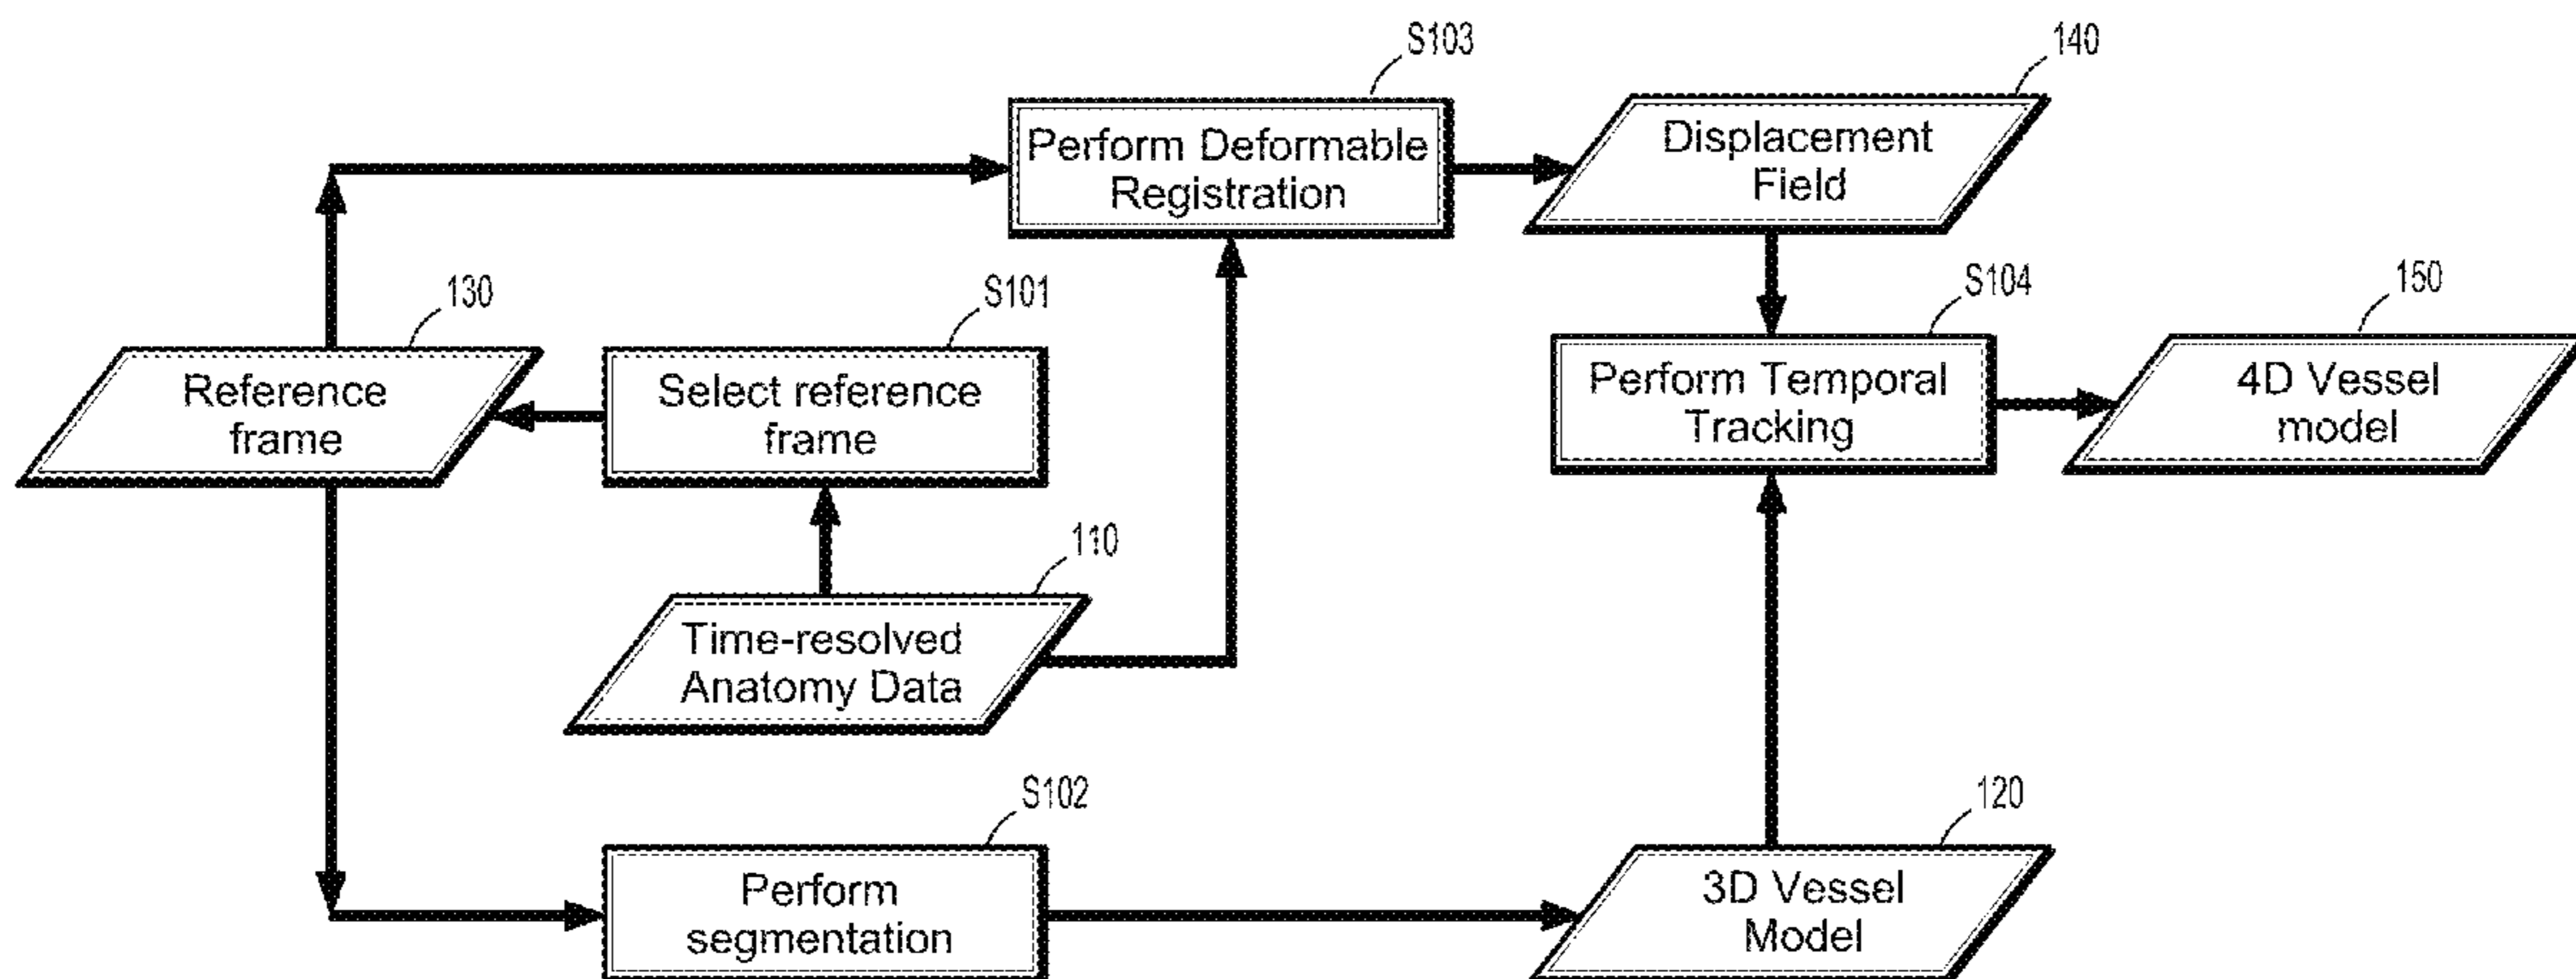 S103
140
Perform Deformable
Registration
Displacement
Field
130
S101
S104
150
Reference
frame
Select reference
frame
Perform Temporal
Tracking
4D Vessel
model
110
Time-resolved
Anatomy Data
S102
120
Perform
segmentation
3D Vessel
Model